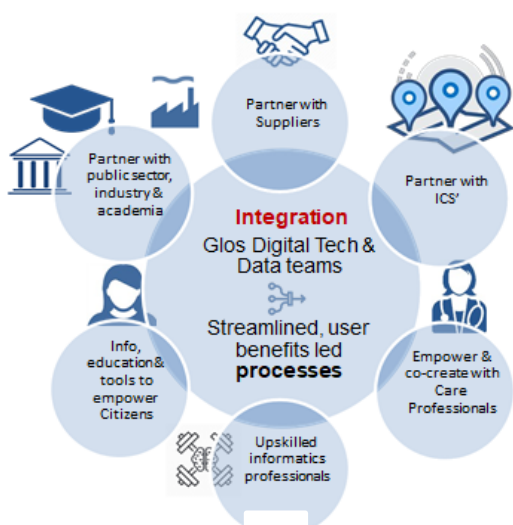 Partner with
Suppliers
Partner with
public sector,
industry &
academia
Partner with
ICS'
Integration
Glos Digital Tech &
Data teams
Streamlined, user
benefits led
processes
Info,
education&
tools to
empower
Citizens
Empower &
co-create with
Care
Professionals
Upskilled
informatics
professionals